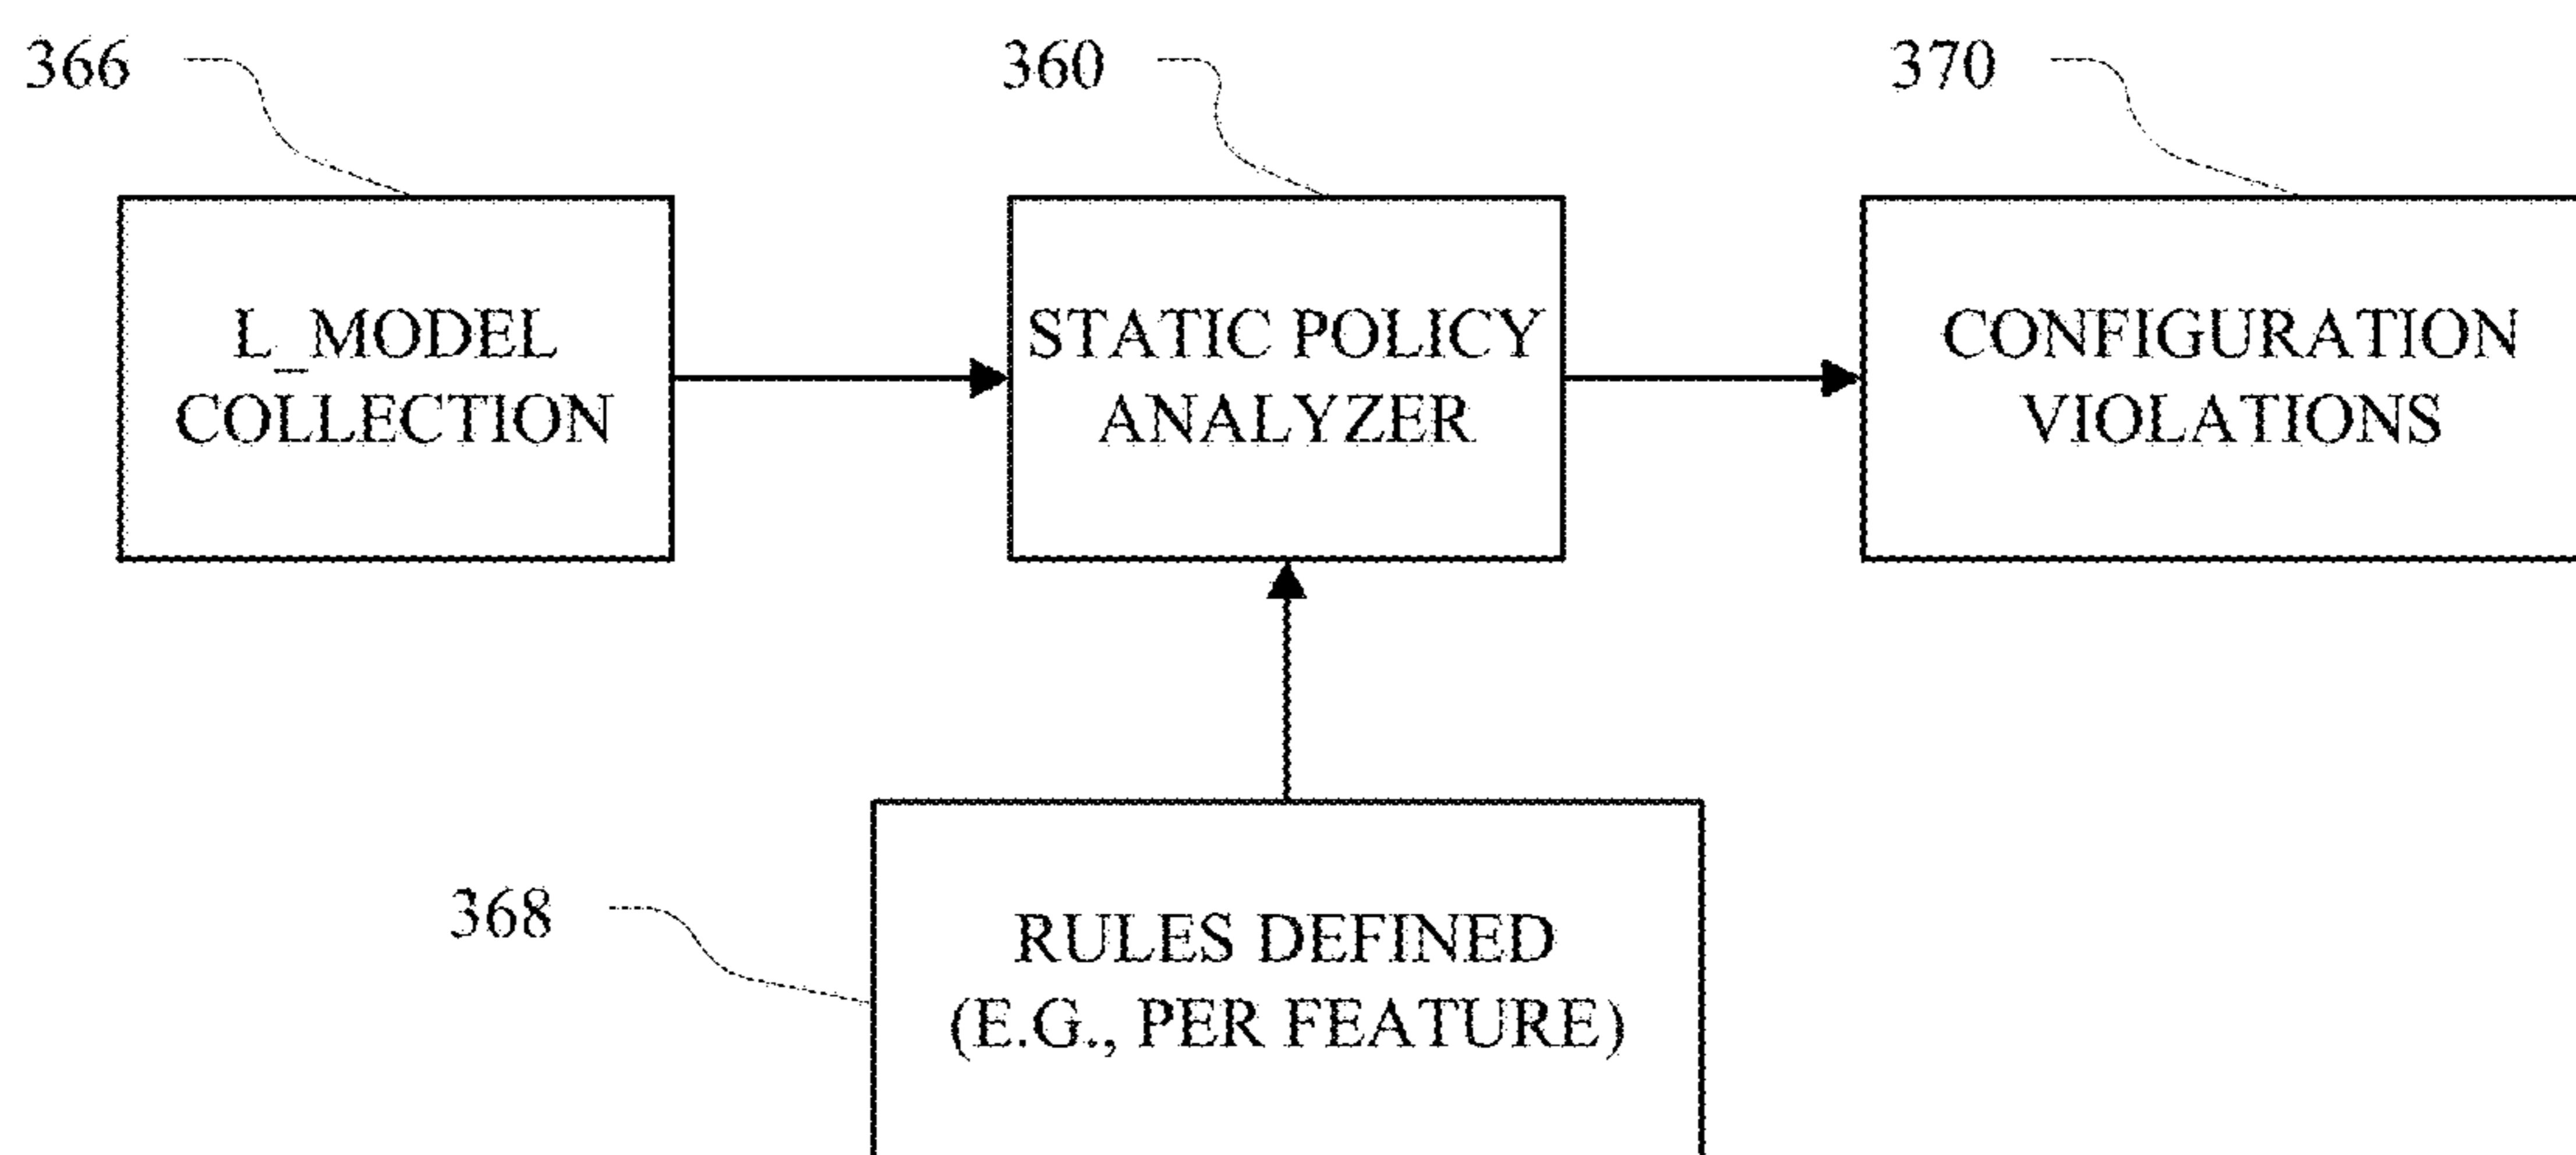 366
360
370
L_MODEL
COLLECTION
STATIC POLICY
ANALYZER
CONFIGURATION
VIOLATIONS
368
RULES DEFINED
(E.G., PER FEATURE)